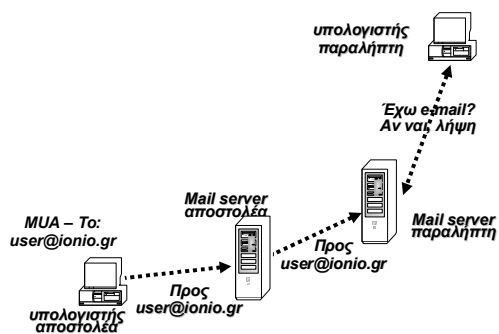 υπολογιστής
παραλήπτη
Έχω e-mail?
Αν ναι, λήψη
Mail server
αποστολέα
Mail server
παραλήπτη
MUA – To:
user@ionio.gr
Προς
user@ionio.gr
Προς
user@ionio.gr
υπολογιστής
αποστολέα